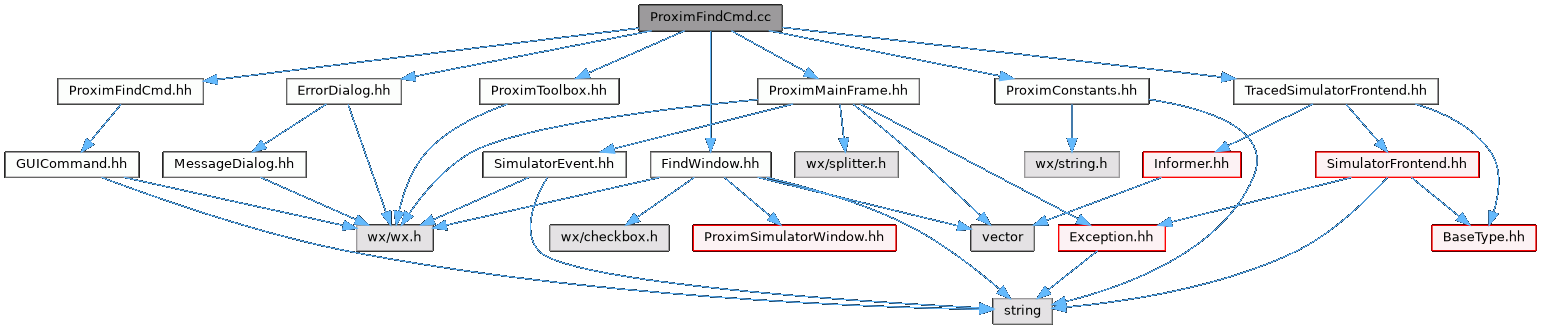 ProximFindCmd.cc
ProximFindCmd.hh
ErrorDialog.hh
ProximToolbox.hh
ProximMainFrame.hh
ProximConstants.hh
TracedSimulatorFrontend.hh
GUICommand.hh
MessageDialog.hh
SimulatorEvent.hh
FindWindow.hh
wx/splitter.h
wx/string.h
Informer.hh
SimulatorFrontend.hh
wx/wx.h
wx/checkbox.h
ProximSimulatorWindow.hh
vector
Exception.hh
BaseType.hh
string